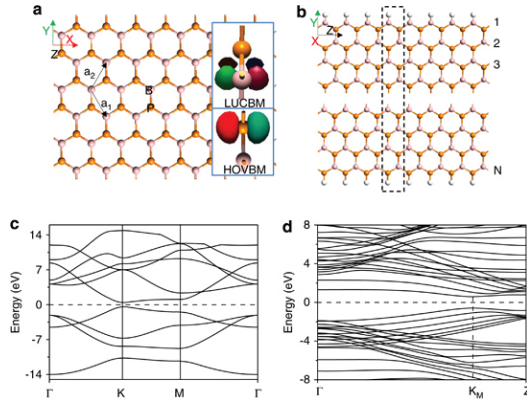 a
Y
X
Z
a₂
a₁
B
P
LUCBM
HOVBM
b
Y
Z
X
1
2
3
N
c
Energy (eV)
14
7
0
-7
-14
Γ K M Γ
d
Energy (eV)
8
4
0
-4
-8
Γ K_M Z